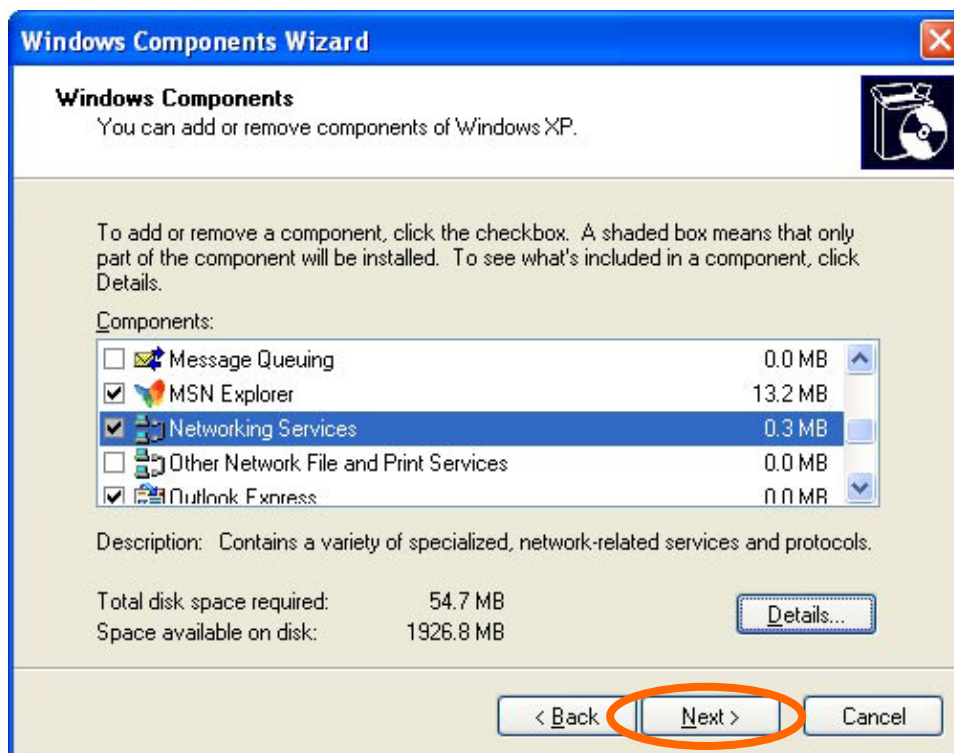 Windows Components Wizard
Windows Components
You can add or remove components of Windows XP.
To add or remove a component, click the checkbox. A shaded box means that only
part of the component will be installed. To see what's included in a component, click
Details.
Components:
Message Queuing 0.0 MB
MSN Explorer 13.2 MB
Networking Services 0.3 MB
Other Network File and Print Services 0.0 MB
Outlook Express 0.0 MB
Description: Contains a variety of specialized, network-related services and protocols.
Total disk space required: 54.7 MB
Space available on disk: 1926.8 MB
Details...
< Back Next > Cancel